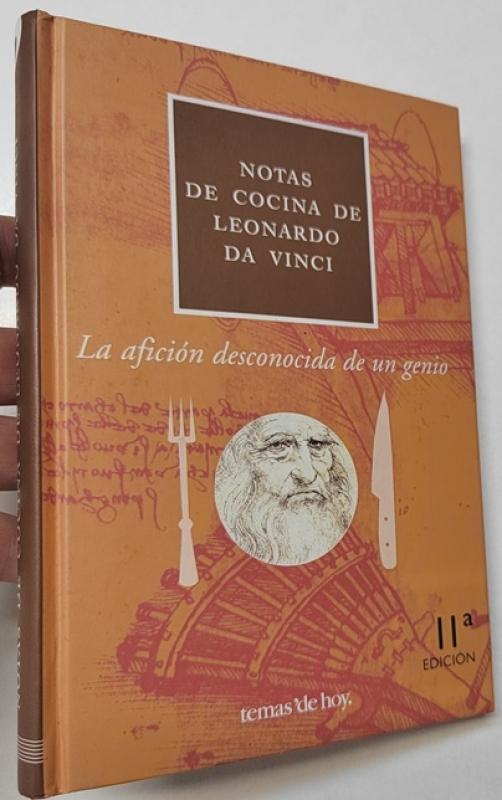 NOTAS
DE COCINA DE
LEONARDO
DA VINCI
La afición desconocida de un genio
11ª
EDICIÓN
temas'de hoy.